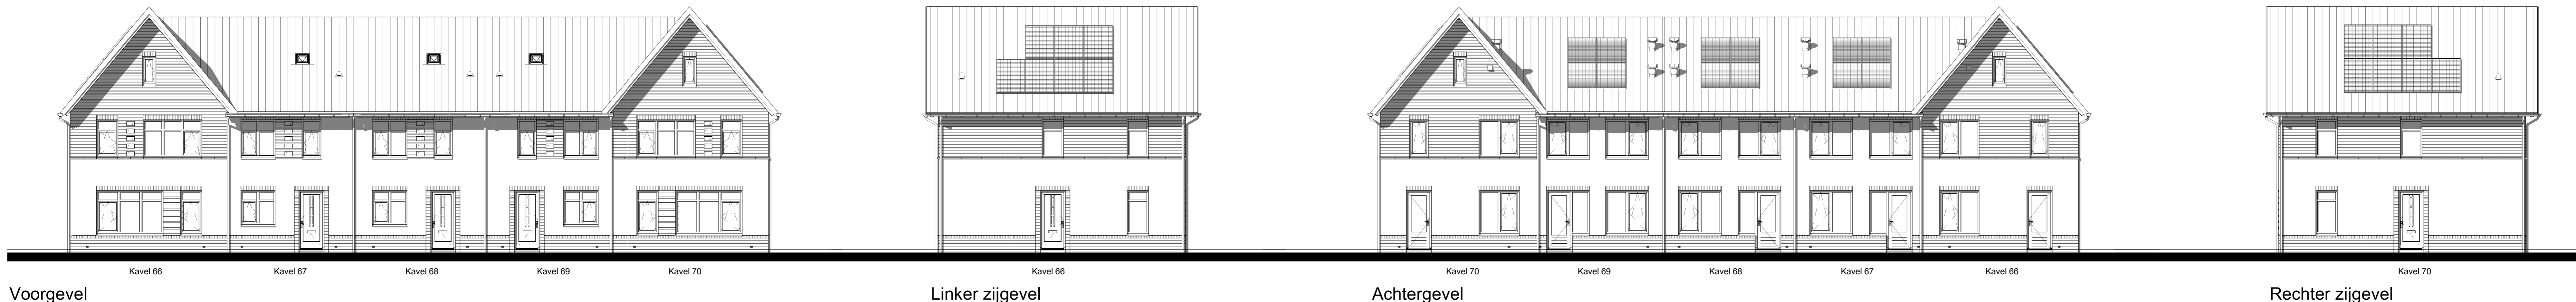 Kavel 66 Kavel 67 Kavel 68 Kavel 69 Kavel 70
Voorgevel
Kavel 66
Linker zijgevel
Kavel 70 Kavel 69 Kavel 68 Kavel 67 Kavel 66
Achtergevel
Kavel 70
Rechter zijgevel